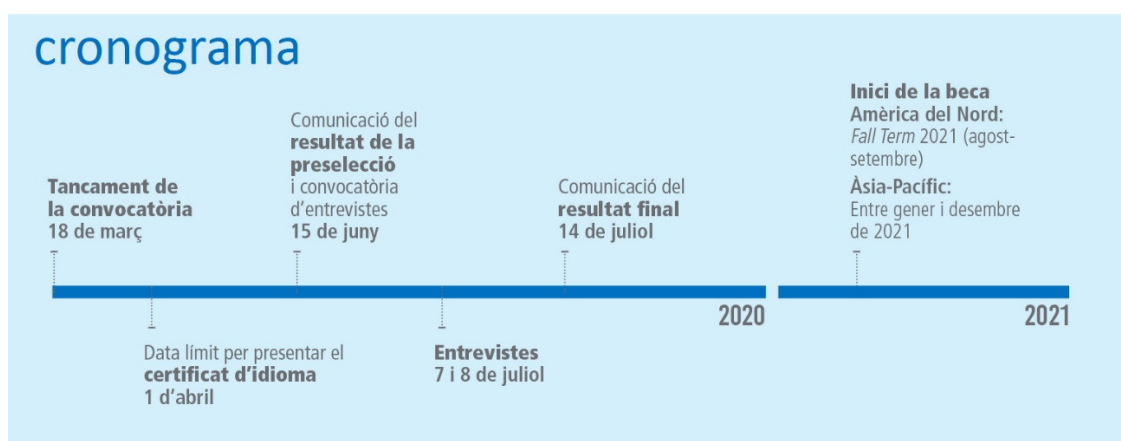 cronograma
Tancament de
la convocatòria
18 de març
Data límit per presentar el
certificat d'idioma
1 d'abril
Comunicació del
resultat de la
preselecció
i convocatòria
d'entrevistes
15 de juny
Entrevistes
7 i 8 de juliol
Comunicació del
resultat final
14 de juliol
2020
Inici de la beca
Amèrica del Nord:
Fall Term 2021 (agost-
setembre)
Àsia-Pacífic:
Entre gener i desembre
de 2021
2021